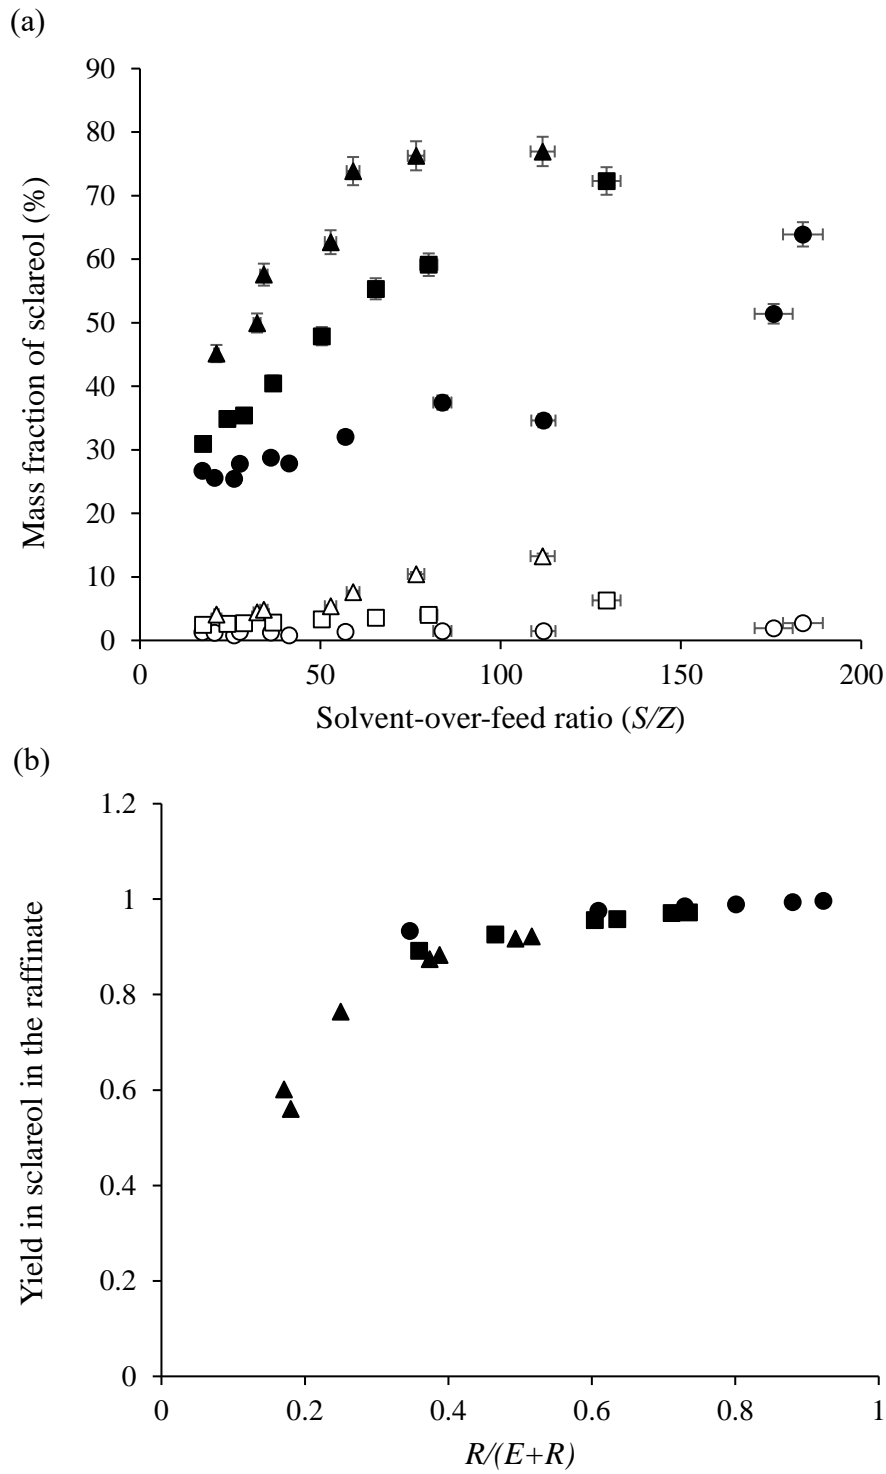 (a)
90
80
70
60
50
40
30
20
10
0
Mass fraction of sclareol (%)
0 50 100 150 200
Solvent-over-feed ratio (S/Z)
(b)
1.2
1
0.8
0.6
0.4
0.2
0
Yield in sclareol in the raffinate
0 0.2 0.4 0.6 0.8 1
R/(E+R)